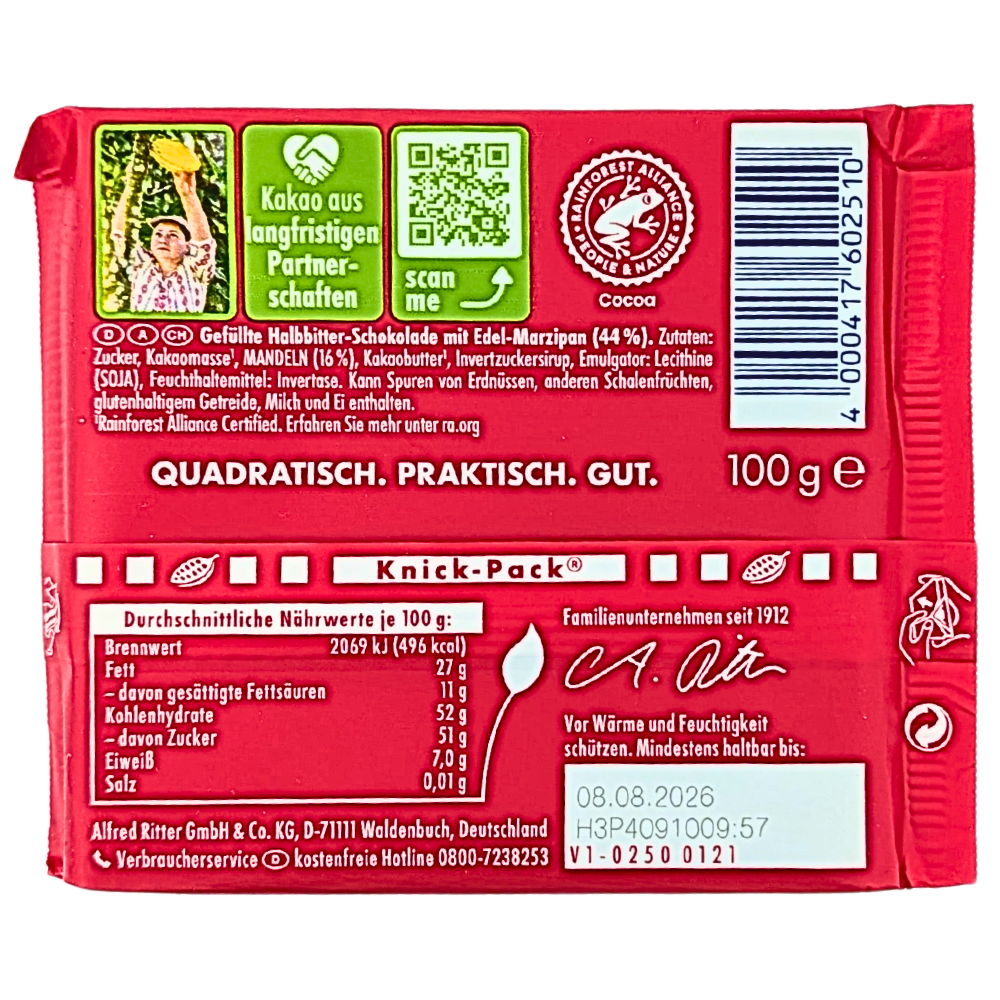 Kakao aus
langfristigen
Partner-
schaften
scan
me
RAINFOREST ALLIANCE
PEOPLE & NATURE
Cocoa
4 000417 602510
D A CH Gefüllte Halbbitter-Schokolade mit Edel-Marzipan (44 %). Zutaten:
Zucker, Kakaomasse¹, MANDELN (16 %), Kakaobutter¹, Invertzuckersirup, Emulgator: Lecithine
(SOJA), Feuchthaltemittel: Invertase. Kann Spuren von Erdnüssen, anderen Schalenfrüchten,
glutenhaltigem Getreide, Milch und Ei enthalten.
¹Rainforest Alliance Certified. Erfahren Sie mehr unter ra.org
QUADRATISCH. PRAKTISCH. GUT.
100 g e
Knick-Pack®
Durchschnittliche Nährwerte je 100 g:
Brennwert 2069 kJ (496 kcal)
Fett 27 g
– davon gesättigte Fettsäuren 11 g
Kohlenhydrate 52 g
– davon Zucker 51 g
Eiweiß 7,0 g
Salz 0,01 g
Alfred Ritter GmbH & Co. KG, D-71111 Waldenbuch, Deutschland
Verbraucherservice D kostenfreie Hotline 0800-7238253
Familienunternehmen seit 1912
A. Ritter
Vor Wärme und Feuchtigkeit
schützen. Mindestens haltbar bis:
08.08.2026
H3P4091009:57
V1-0250 0121